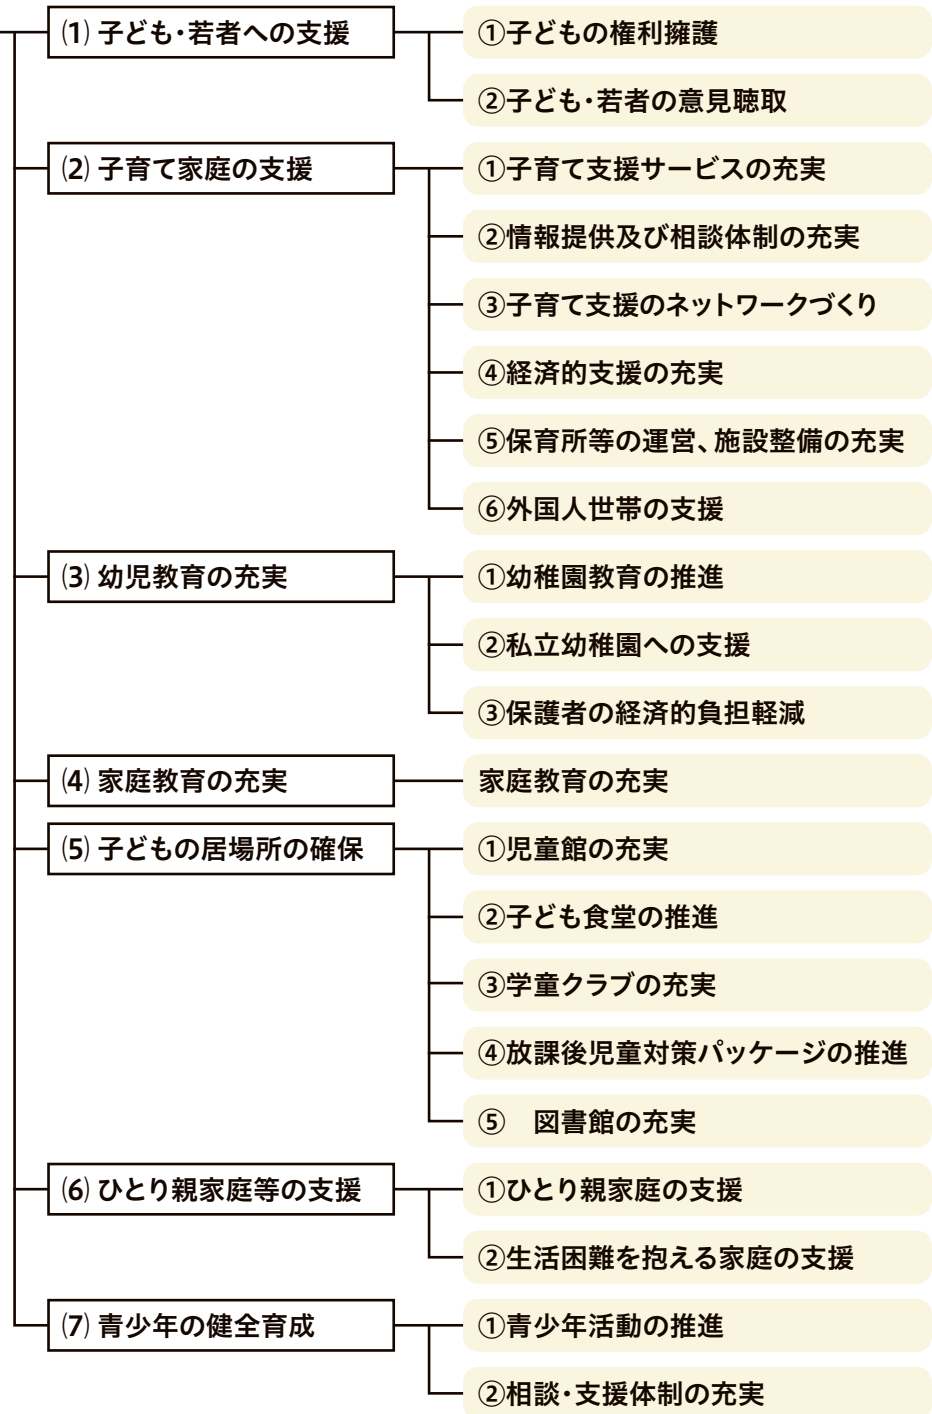 (1) 子ども・若者への支援
①子どもの権利擁護
②子ども・若者の意見聴取
(2) 子育て家庭の支援
①子育て支援サービスの充実
②情報提供及び相談体制の充実
③子育て支援のネットワークづくり
④経済的支援の充実
⑤保育所等の運営、施設整備の充実
⑥外国人世帯の支援
(3) 幼児教育の充実
①幼稚園教育の推進
②私立幼稚園への支援
③保護者の経済的負担軽減
(4) 家庭教育の充実
家庭教育の充実
(5) 子どもの居場所の確保
①児童館の充実
②子ども食堂の推進
③学童クラブの充実
④放課後児童対策パッケージの推進
⑤　図書館の充実
(6) ひとり親家庭等の支援
①ひとり親家庭の支援
②生活困難を抱える家庭の支援
(7) 青少年の健全育成
①青少年活動の推進
②相談・支援体制の充実